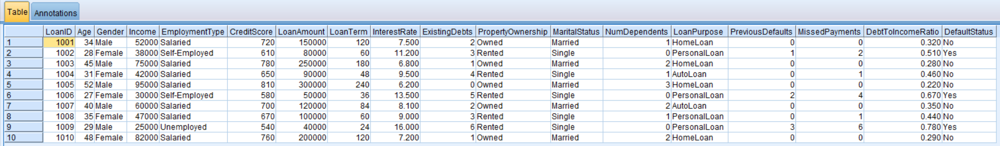 Table Annotations
LoanID Age Gender Income EmploymentType CreditScore LoanAmount LoanTerm InterestRate ExistingDebts PropertyOwnership MaritalStatus NumDependents LoanPurpose PreviousDefaults MissedPayments DebtToIncomeRatio DefaultStatus
1 1001 34 Male 52000 Salaried 720 150000 120 7.500 2 Owned Married 1 HomeLoan 0 0 0.320 No
2 1002 28 Female 38000 Self-Employed 610 80000 60 11.200 3 Rented Single 0 PersonalLoan 1 2 0.510 Yes
3 1003 45 Male 75000 Salaried 780 250000 180 6.800 1 Owned Married 2 HomeLoan 0 0 0.280 No
4 1004 31 Female 42000 Salaried 650 90000 48 9.500 4 Rented Single 1 AutoLoan 0 1 0.460 No
5 1005 52 Male 95000 Salaried 810 300000 240 6.200 0 Owned Married 3 HomeLoan 0 0 0.220 No
6 1006 27 Female 30000 Self-Employed 580 50000 36 13.500 5 Rented Single 0 PersonalLoan 2 4 0.670 Yes
7 1007 40 Male 60000 Salaried 700 120000 84 8.100 2 Owned Married 2 AutoLoan 0 0 0.350 No
8 1008 35 Female 47000 Salaried 670 100000 60 9.000 3 Rented Single 1 PersonalLoan 0 1 0.440 No
9 1009 29 Male 25000 Unemployed 540 40000 24 16.000 6 Rented Single 0 PersonalLoan 3 6 0.780 Yes
10 1010 48 Female 82000 Salaried 760 200000 120 7.200 1 Owned Married 2 HomeLoan 0 0 0.290 No